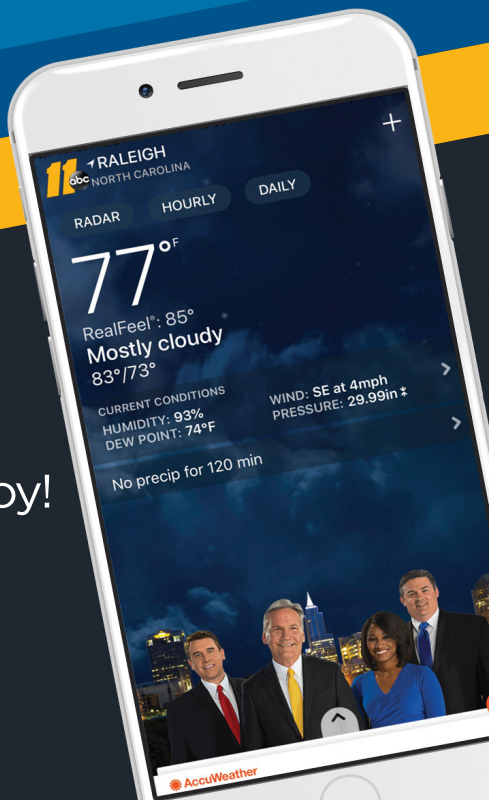 11 abc
RALEIGH
NORTH CAROLINA
+
RADAR HOURLY DAILY
77°F
RealFeel®: 85°
Mostly cloudy
83°/73°
CURRENT CONDITIONS
HUMIDITY: 93%
DEW POINT: 74°F
WIND: SE at 4mph
PRESSURE: 29.99in
No precip for 120 min
AccuWeather